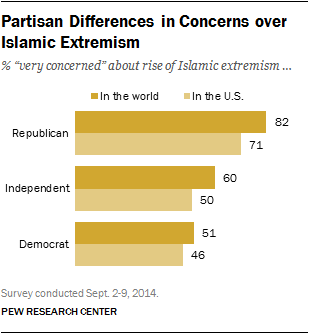 Partisan Differences in Concerns over
Islamic Extremism
% “very concerned” about rise of Islamic extremism ...
In the world In the U.S.
Republican 82
71
Independent 60
50
Democrat 51
46
Survey conducted Sept. 2-9, 2014.
PEW RESEARCH CENTER